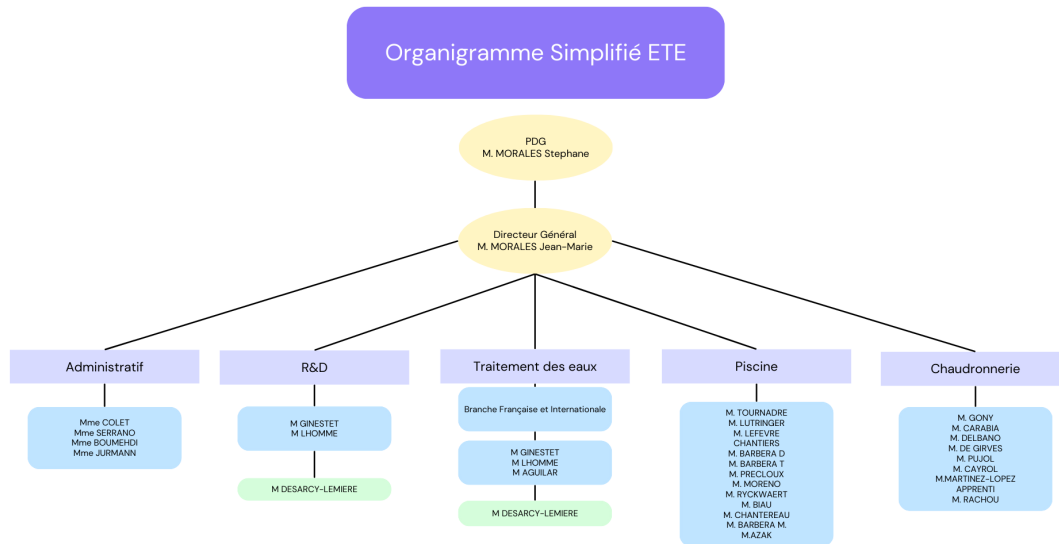 Organigramme Simplifié ETE
PDG
M. MORALES Stephane
Directeur Général
M. MORALES Jean-Marie
Administratif
Mme COLET
Mme SERRANO
Mme BOUMEHDI
Mme JURMANN
R&D
M GINESTET
M LHOMME
M DESARCY-LEMIERE
Traitement des eaux
Branche Française et Internationale
M GINESTET
M LHOMME
M AGUILAR
M DESARCY-LEMIERE
Piscine
M. TOURNADRE
M. LUTRINGER
M. LEFEVRE
CHANTIERS
M. BARBERA D
M. BARBERA T
M. PRECLOUX
M. MORENO
M. RYCKWAERT
M. BIAU
M. CHANTEREAU
M. BARBERA M.
M.AZAK
Chaudronnerie
M. GONY
M. CARABIA
M. DELBANO
M. DE GIRVES
M. PUJOL
M. CAYROL
M.MARTINEZ-LOPEZ
APPRENTI
M. RACHOU